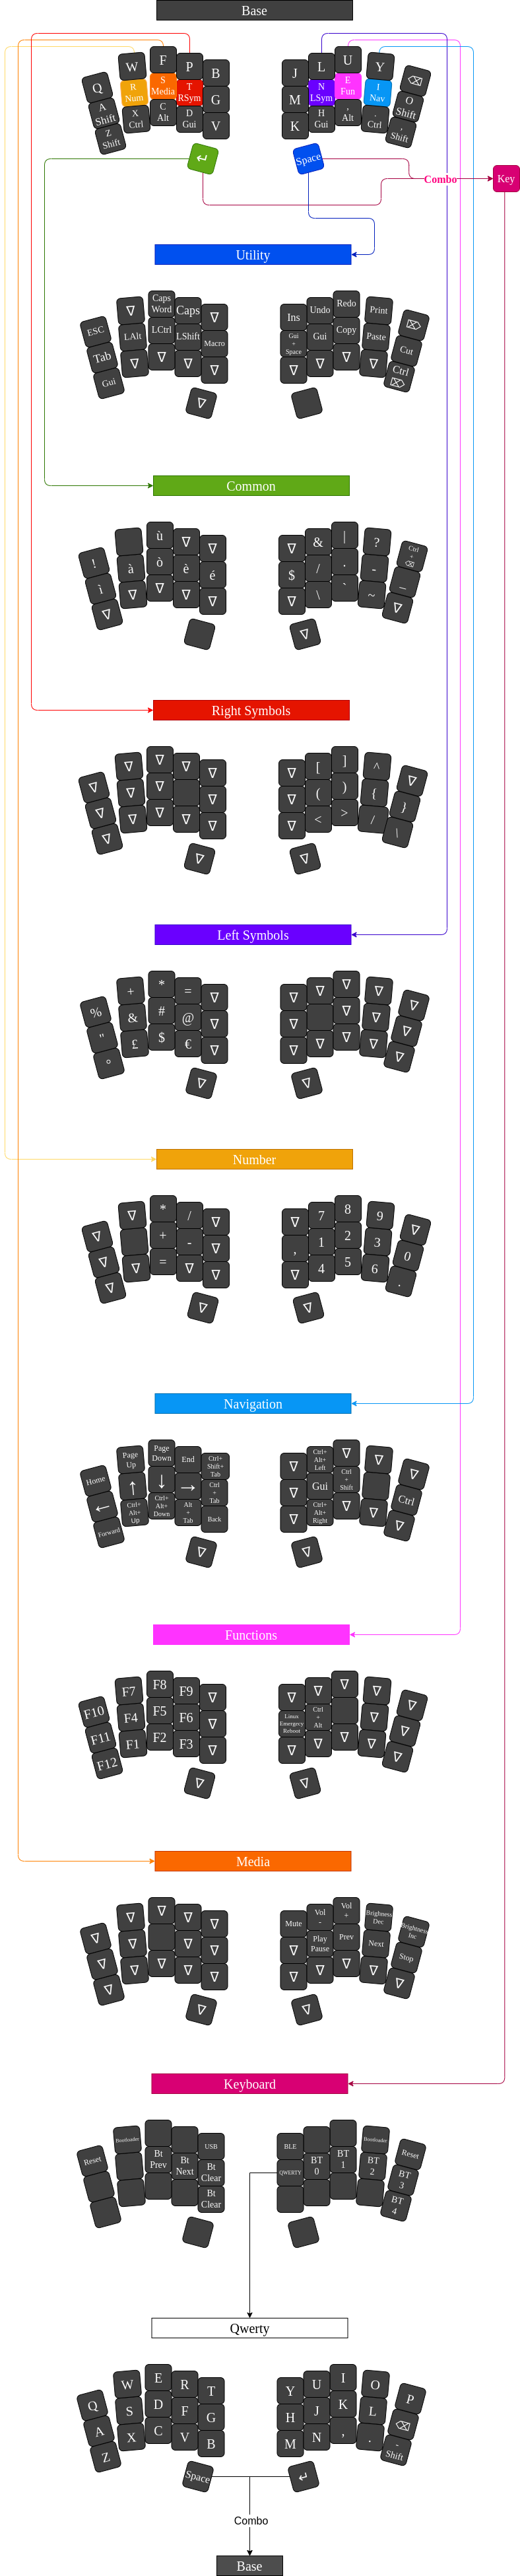 Base
Q W F P B J L U Y ⌫
A Shift R Num S Media T RSym G M N LSym E Fun I Nav O Shift
Z Shift X Ctrl C Alt D Gui V K H Gui , Alt . Ctrl Shift
↵ Space
Combo Key
Utility
ESC ∇ Caps Word Caps ∇ Ins Undo Redo Print ⌦
Tab LAlt LCtrl LShift Macro Gui + Space Gui Copy Paste Cut
Gui ∇ ∇ ∇ ∇ ∇ ∇ ∇ ∇ Ctrl ⌦
∇
Common
! ù ∇ ∇ ∇ & | ? Ctrl + ⌫
ì à ò è é $ / . - _
∇ ∇ ∇ ∇ ∇ ∇ \ ` ~ ∇
∇
Right Symbols
∇ ∇ ∇ ∇ ∇ ∇ [ ] ^ ∇
∇ ∇ ∇ ∇ ∇ ( ) { }
∇ ∇ ∇ ∇ ∇ ∇ < > / \
∇ ∇
Left Symbols
% + * = ∇ ∇ ∇ ∇ ∇ ∇
" & # @ ∇ ∇ ∇ ∇ ∇
° £ $ € ∇ ∇ ∇ ∇ ∇ ∇
∇ ∇
Number
∇ ∇ * / ∇ ∇ 7 8 9 ∇
∇ + - ∇ , 1 2 3 0
∇ ∇ = ∇ ∇ ∇ 4 5 6 .
∇ ∇
Navigation
Home Page Up Page Down End Ctrl+ Shift+ Tab ∇ Ctrl+ Alt+ Left ∇ ∇ ∇
← ↑ ↓ → Ctrl + Tab ∇ Gui Ctrl + Shift Ctrl
Forward Ctrl+ Alt+ Up Ctrl+ Alt+ Down Alt + Tab Back ∇ Ctrl+ Alt+ Right ∇ ∇ ∇
∇ ∇
Functions
F10 F7 F8 F9 ∇ ∇ ∇ ∇ ∇ ∇
F11 F4 F5 F6 ∇ Linux Emergecy Reboot Ctrl + Alt ∇ ∇
F12 F1 F2 F3 ∇ ∇ ∇ ∇ ∇ ∇
∇ ∇
Media
∇ ∇ ∇ ∇ ∇ Mute Vol - Vol + Brighness Dec Brightness Inc
∇ ∇ ∇ ∇ ∇ Play Pause Prev Next Stop
∇ ∇ ∇ ∇ ∇ ∇ ∇ ∇ ∇ ∇
∇ ∇
Keyboard
Reset Bootloader USB BLE Bootloader Reset
Bt Prev Bt Next Bt Clear QWERTY BT 0 BT 1 BT 2 BT 3
Bt Clear BT 4
Qwerty
Q W E R T Y U I O P
A S D F G H J K L ⌫
Z X C V B M N , . - Shift
Space ↵
Combo
Base